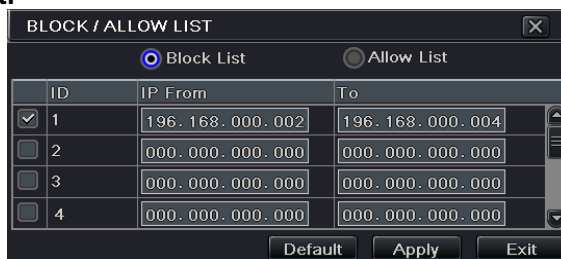 BLOCK / ALLOW LIST
Block List Allow List
ID IP From To
1 196.168.000.002 196.168.000.004
2 000.000.000.000 000.000.000.000
3 000.000.000.000 000.000.000.000
4 000.000.000.000 000.000.000.000
Default Apply Exit